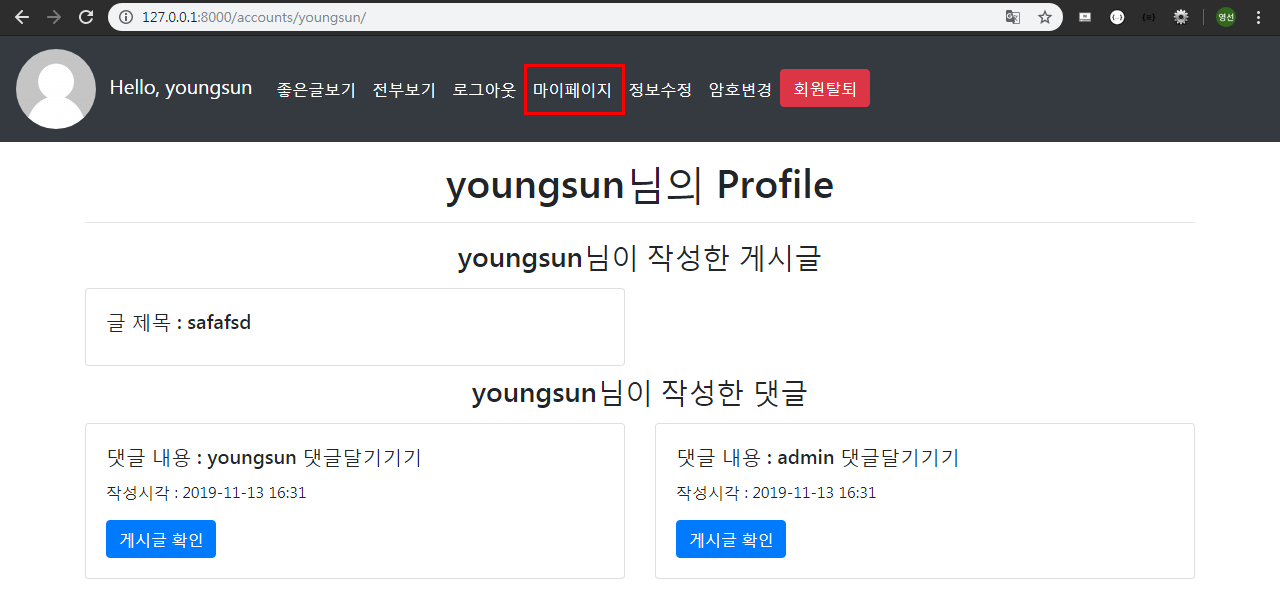 127.0.0.1:8000/accounts/youngsun/
영선
Hello, youngsun 좋은글보기 전부보기 로그아웃 마이페이지 정보수정 암호변경 회원탈퇴
youngsun님의 Profile
youngsun님이 작성한 게시글
글 제목 : safafsd
youngsun님이 작성한 댓글
댓글 내용 : youngsun 댓글달기기기
작성시각 : 2019-11-13 16:31
게시글 확인
댓글 내용 : admin 댓글달기기기
작성시각 : 2019-11-13 16:31
게시글 확인